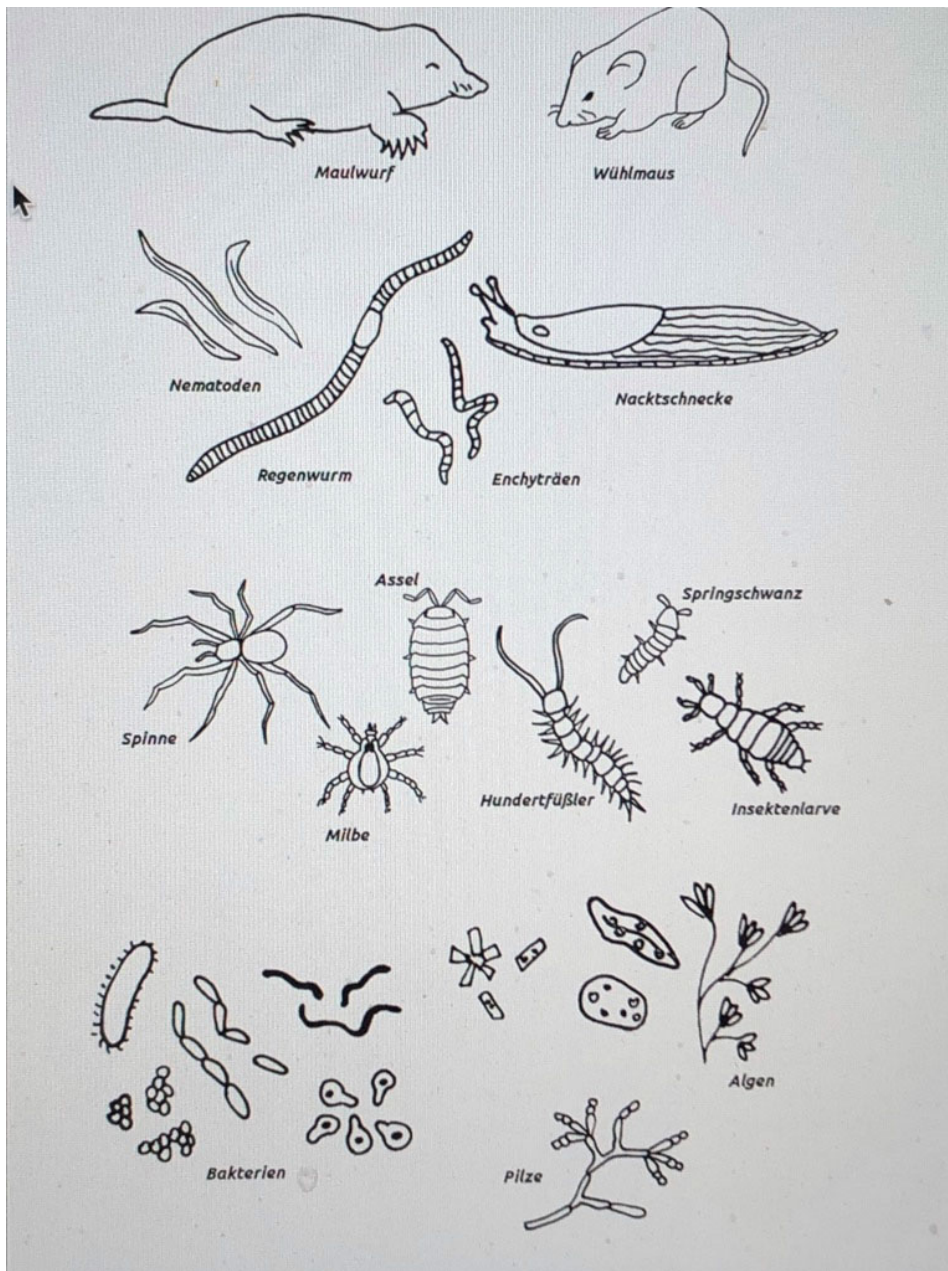 Maulwurf
Wühlmaus
Nematoden
Nacktschnecke
Regenwurm
Enchyträen
Assel
Springschwanz
Spinne
Hundertfüßler
Insektenlarve
Milbe
Algen
Bakterien
Pilze